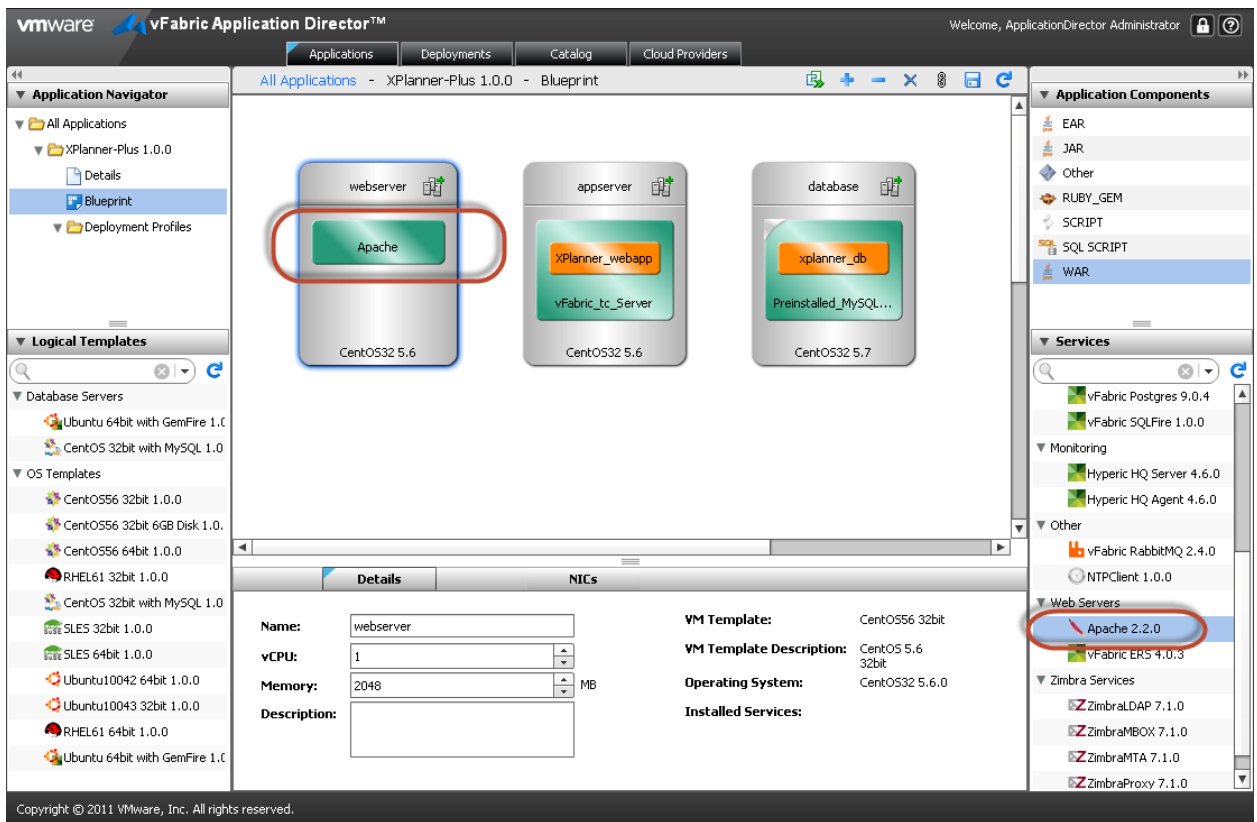 vmware vFabric Application Director™
Welcome, ApplicationDirector Administrator
Applications Deployments Catalog Cloud Providers
Application Navigator
All Applications
XPlanner-Plus 1.0.0
Details
Blueprint
Deployment Profiles
Logical Templates
Database Servers
Ubuntu 64bit with GemFire 1.0
CentOS 32bit with MySQL 1.0
OS Templates
CentOS56 32bit 1.0.0
CentOS56 32bit 6GB Disk 1.0.
CentOS56 64bit 1.0.0
RHEL61 32bit 1.0.0
CentOS 32bit with MySQL 1.0
SLES 32bit 1.0.0
SLES 64bit 1.0.0
Ubuntu10042 64bit 1.0.0
Ubuntu10043 32bit 1.0.0
RHEL61 64bit 1.0.0
Ubuntu 64bit with GemFire 1.0
All Applications - XPlanner-Plus 1.0.0 - Blueprint
webserver
Apache
CentOS32 5.6
appserver
XPlanner_webapp
vFabric_tc_Server
CentOS32 5.6
database
xplanner_db
Preinstalled_MySQL...
CentOS32 5.7
Details NICs
Name: webserver
vCPU: 1
Memory: 2048 MB
Description:
VM Template: CentOS56 32bit
VM Template Description: CentOS 5.6
32bit
Operating System: CentOS32 5.6.0
Installed Services:
Application Components
EAR
JAR
Other
RUBY_GEM
SCRIPT
SQL SCRIPT
WAR
Services
vFabric Postgres 9.0.4
vFabric SQLFire 1.0.0
Monitoring
Hyperic HQ Server 4.6.0
Hyperic HQ Agent 4.6.0
Other
vFabric RabbitMQ 2.4.0
NTPClient 1.0.0
Web Servers
Apache 2.2.0
vFabric ERS 4.0.3
Zimbra Services
ZimbraLDAP 7.1.0
ZimbraMBOX 7.1.0
ZimbraMTA 7.1.0
ZimbraProxy 7.1.0
Copyright © 2011 VMware, Inc. All rights reserved.